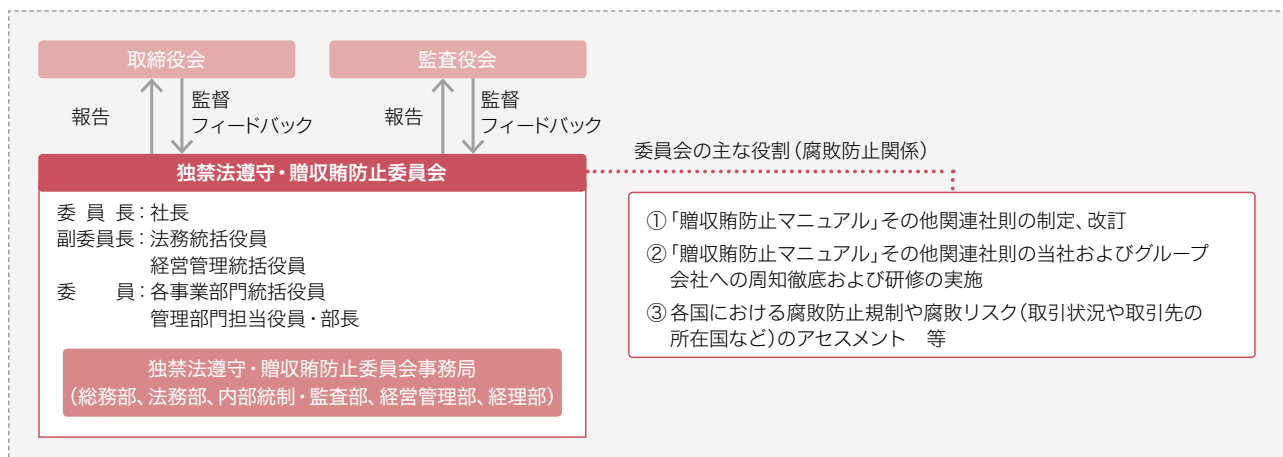 取締役会
監査役会
報告
監督
フィードバック
報告
監督
フィードバック
独禁法遵守・贈収賄防止委員会
委員長：社長
副委員長：法務統括役員
経営管理統括役員
委　員：各事業部門統括役員
管理部門担当役員・部長
独禁法遵守・贈収賄防止委員会事務局
（総務部、法務部、内部統制・監査部、経営管理部、経理部）
委員会の主な役割（腐敗防止関係）
①「贈収賄防止マニュアル」その他関連社則の制定、改訂
②「贈収賄防止マニュアル」その他関連社則の当社およびグループ
会社への周知徹底および研修の実施
③各国における腐敗防止規制や腐敗リスク（取引状況や取引先の
所在国など）のアセスメント　等